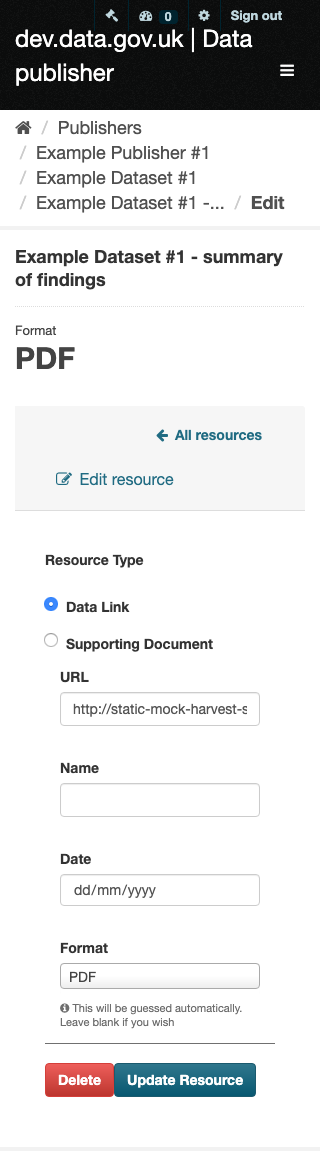 0 Sign out
dev.data.gov.uk | Data
publisher
/ Publishers
/ Example Publisher #1
/ Example Dataset #1
/ Example Dataset #1 -... / Edit
Example Dataset #1 - summary
of findings
Format
PDF
All resources
Edit resource
Resource Type
Data Link
Supporting Document
URL
http://static-mock-harvest-s
Name
Date
dd/mm/yyyy
Format
PDF
This will be guessed automatically.
Leave blank if you wish
Delete Update Resource